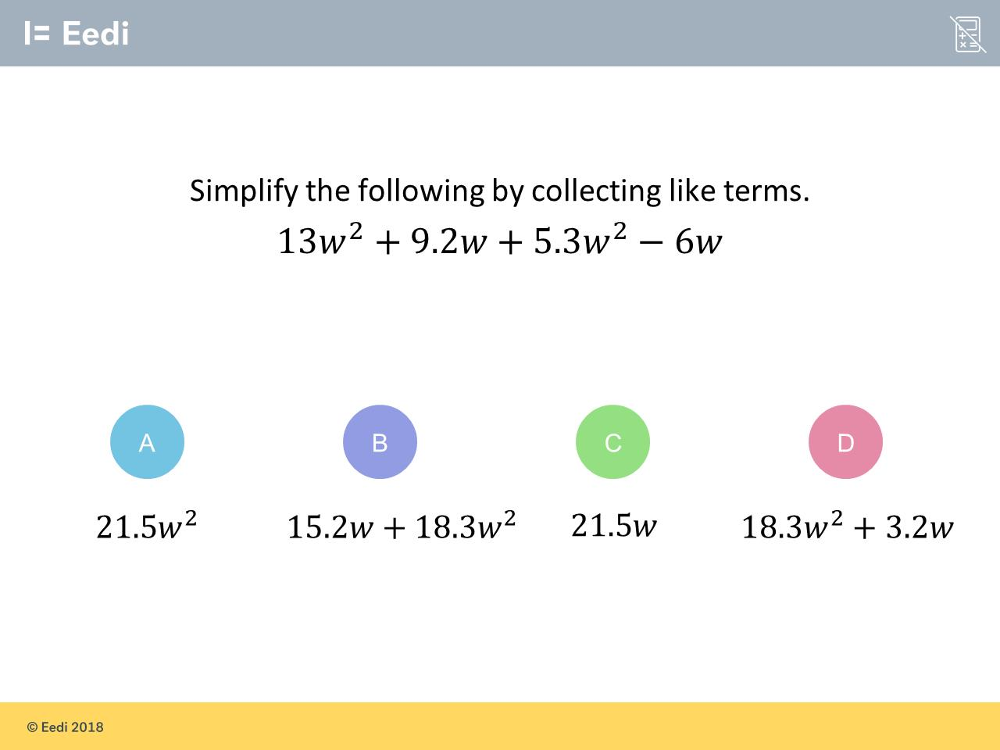 Eedi
Simplify the following by collecting like terms.
13w² + 9.2w + 5.3w² − 6w
A
B
C
D
21.5w²
15.2w + 18.3w²
21.5w
18.3w² + 3.2w
© Eedi 2018